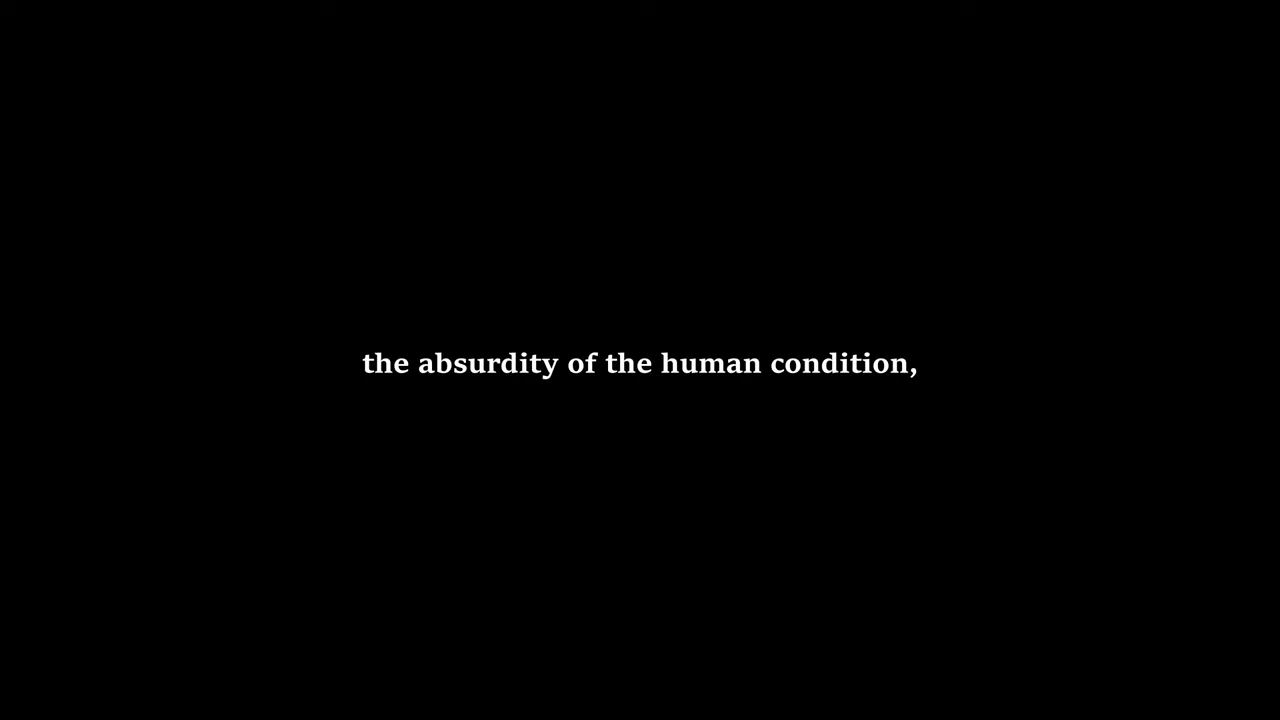 the absurdity of the human condition,